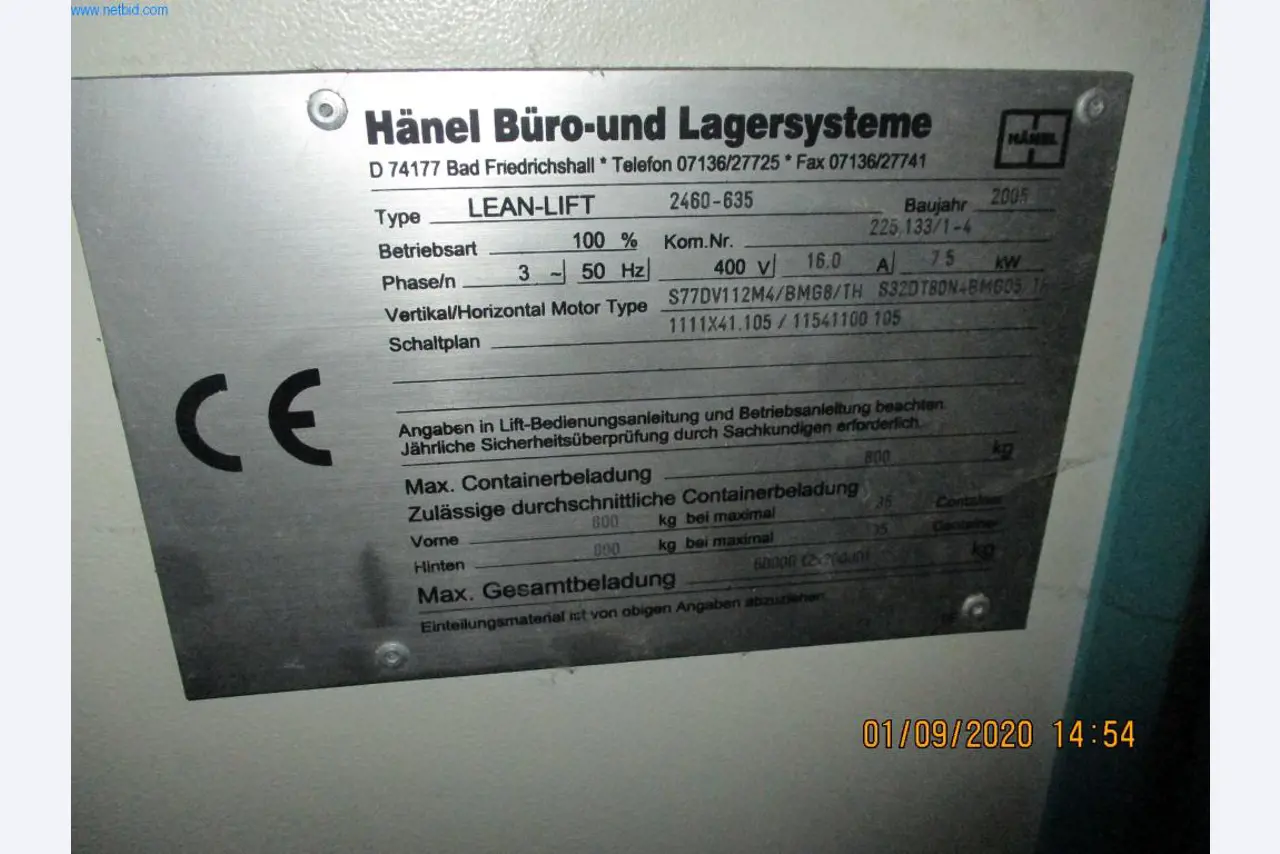 www.netbid.com
Hänel Büro-und Lagersysteme
HÄNEL
D 74177 Bad Friedrichshall * Telefon 07136/27725 * Fax 07136/27741
Type LEAN-LIFT 2460-635 Baujahr 2005
Betriebsart 100 % Kom.Nr. 225.133/1-4
Phase/n 3 ~ 50 Hz 400 V 16.0 A 7.5 kW
Vertikal/Horizontal Motor Type S77DV112M4/BMG8/TH S32DT80N4BMG05 TH
Schaltplan 1111X41.105 / 11541100 105
CE
Angaben in Lift-Bedienungsanleitung und Betriebsanleitung beachten.
Jährliche Sicherheitsüberprüfung durch Sachkundigen erforderlich.
Max. Containerbeladung 800 kg
Zulässige durchschnittliche Containerbeladung
Vorne 800 kg bei maximal Container
Hinten 800 kg bei maximal Container
Max. Gesamtbeladung kg
Einteilungsmaterial ist von obigen Angaben abzuziehen.
01/09/2020 14:54